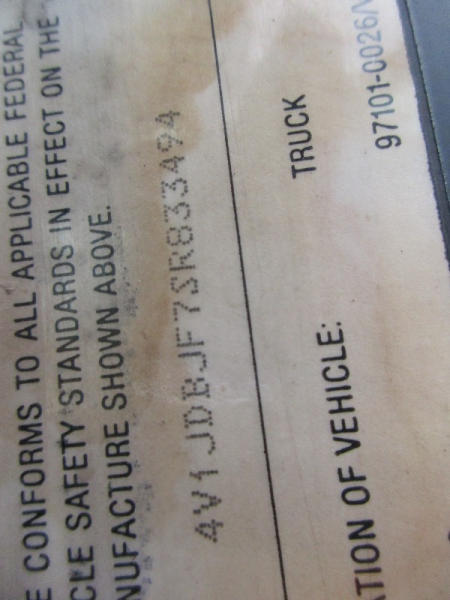 E CONFORMS TO ALL APPLICABLE FEDERAL
CLE SAFETY STANDARDS IN EFFECT ON THE
NUFACTURE SHOWN ABOVE.
4V1JDBJF7SR833494
ATION OF VEHICLE: TRUCK
97101-0026/